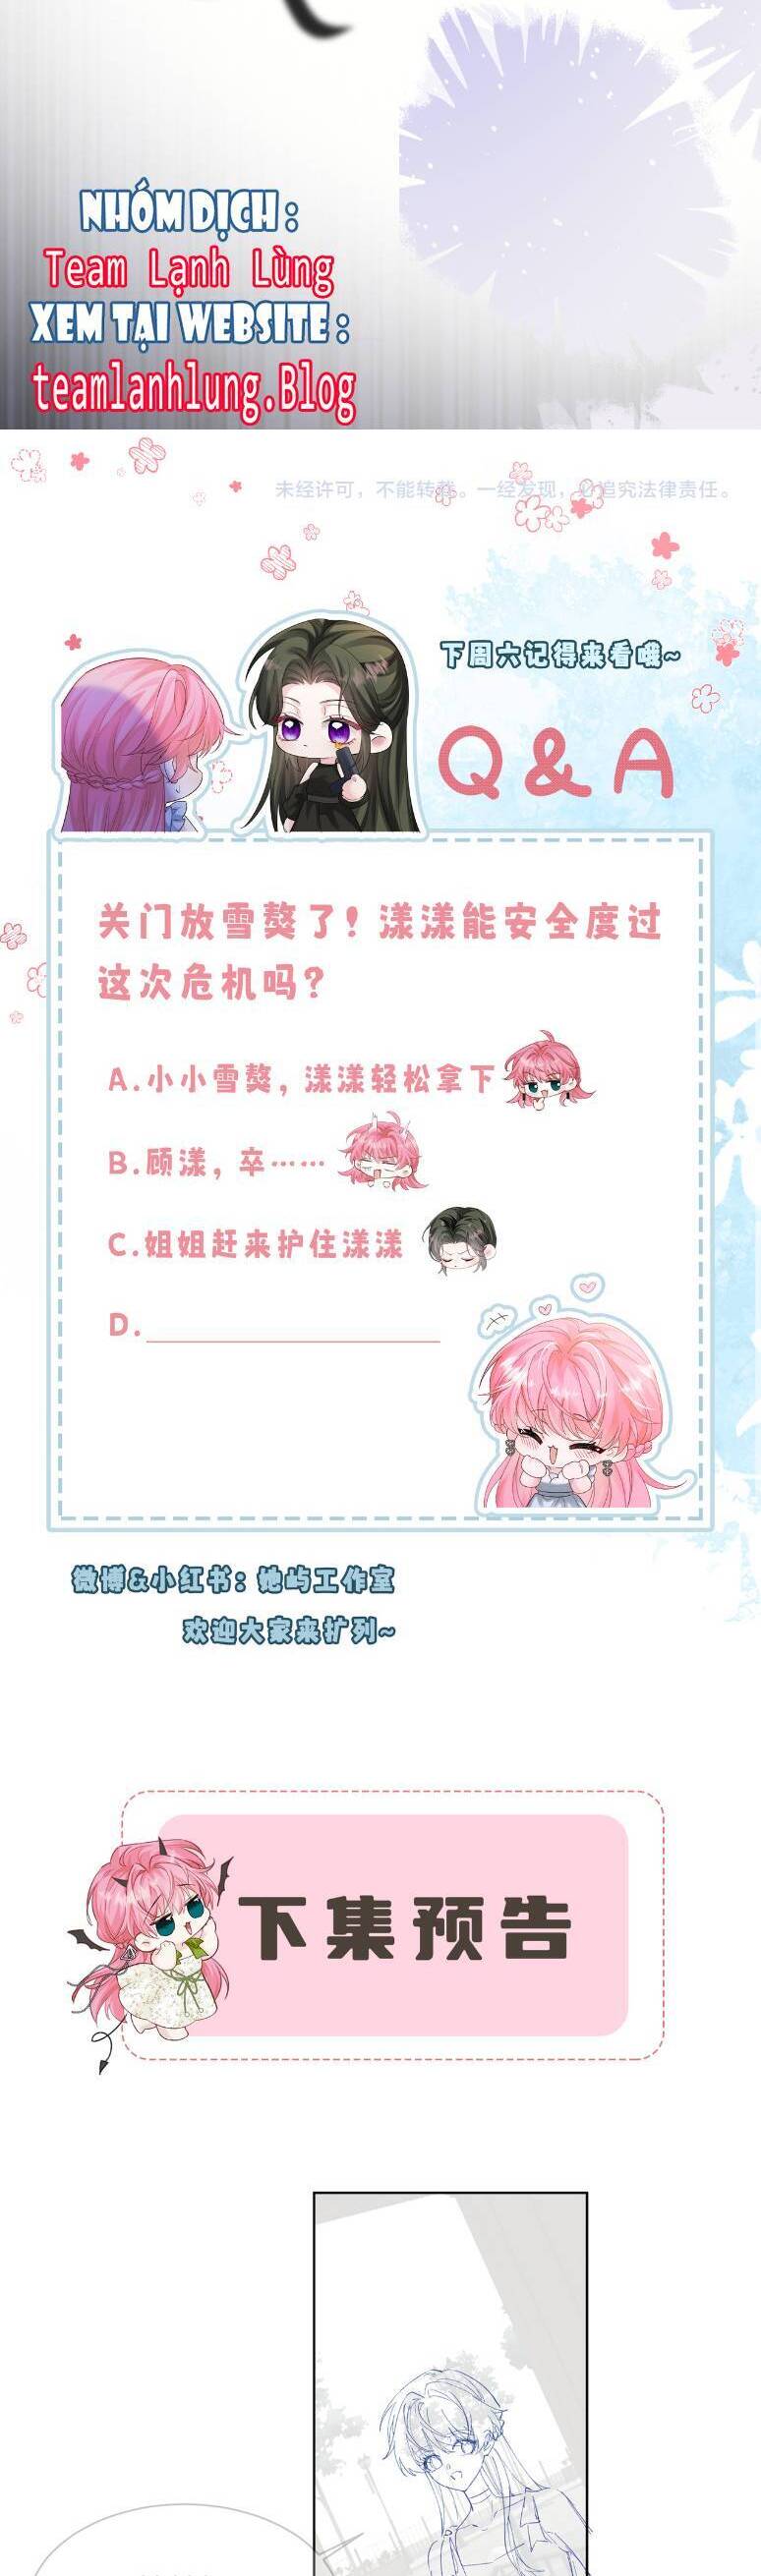 NHÓM DỊCH :
Team Lạnh Lùng
XEM TẠI WEBSITE :
teamlanhlung.Blog
未经许可，不能转载。一经发现，必追究法律责任。
下周六记得来看哦~
Q&A
关门放雪獒了！漾漾能安全度过
这次危机吗？
A.小小雪獒，漾漾轻松拿下
B.顾漾，卒……
C.姐姐赶来护住漾漾
D.
微博&小红书：她屿工作室
欢迎大家来扩列~
下集预告